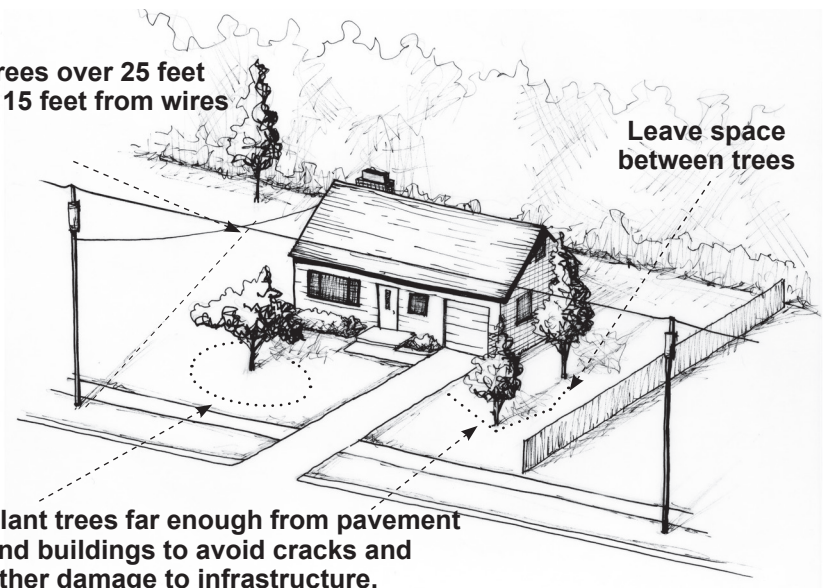 rees over 25 feet
15 feet from wires
Leave space
between trees
lant trees far enough from pavement
nd buildings to avoid cracks and
ther damage to infrastructure.